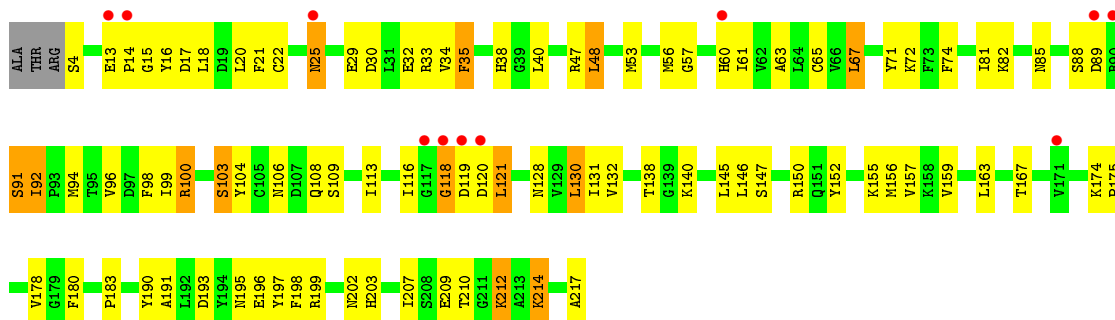 ALA THR ARG S4 E13 P14 G15 Y16 D17 L18 D19 L20 F21 C22 N25 E29 D30 L31 E32 R33 V34 F35 H38 G39 L40 R47 L48 M53 M56 G57 H60 I61 V62 A63 L64 C65 V66 L67 Y71 K72 F73 F74 I81 K82 N85 S88 D89
S91 I92 P93 M94 T95 V96 D97 F98 I99 R100 S103 Y104 C105 N106 D107 Q108 S109 I113 I116 G117 G118 D119 D120 L121 N128 V129 L130 I131 V132 T138 G139 K140 L145 L146 S147 R150 Q151 Y152 K155 M156 V157 K158 V159 L163 T167 V171 K174
V178 G179 F180 P183 Y190 A191 L192 D193 Y194 N195 E196 Y197 F198 R199 N202 H203 I207 S208 E209 T210 G211 K212 A213 K214 A217